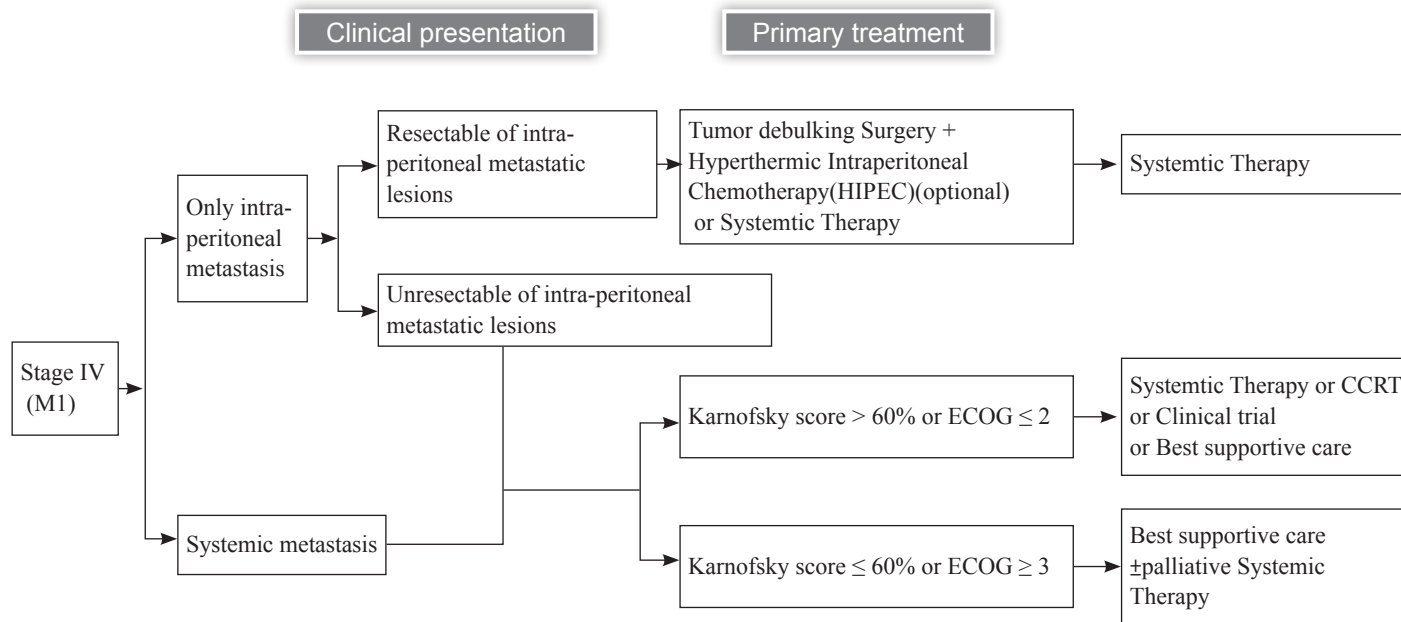 Clinical presentation
Primary treatment
Resectable of intra-
peritoneal metastatic
lesions
Tumor debulking Surgery +
Hyperthermic Intraperitoneal
Chemotherapy(HIPEC)(optional)
or Systemtic Therapy
Systemtic Therapy
Only intra-
peritoneal
metastasis
Unresectable of intra-peritoneal
metastatic lesions
Stage IV
(M1)
Karnofsky score > 60% or ECOG ≤ 2
Systemtic Therapy or CCRT
or Clinical trial
or Best supportive care
Systemic metastasis
Karnofsky score ≤ 60% or ECOG ≥ 3
Best supportive care
±palliative Systemic
Therapy